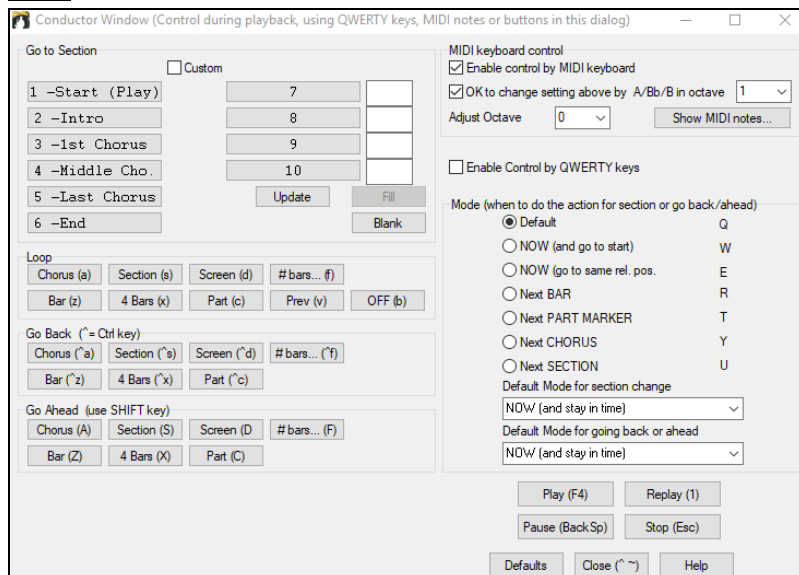 Conductor Window (Control during playback, using QWERTY keys, MIDI notes or buttons in this dialog)
Go to Section
Custom
1 -Start (Play) 7
2 -Intro 8
3 -1st Chorus 9
4 -Middle Cho. 10
5 -Last Chorus Update Fill
6 -End Blank
Loop
Chorus (a) Section (s) Screen (d) # bars... (f)
Bar (z) 4 Bars (x) Part (c) Prev (v) OFF (b)
Go Back (^= Ctrl key)
Chorus (^a) Section (^s) Screen (^d) # bars... (^f)
Bar (^z) 4 Bars (^x) Part (^c)
Go Ahead (use SHIFT key)
Chorus (A) Section (S) Screen (D # bars... (F)
Bar (Z) 4 Bars (X) Part (C)
MIDI keyboard control
Enable control by MIDI keyboard
OK to change setting above by A/Bb/B in octave 1
Adjust Octave 0 Show MIDI notes...
Enable Control by QWERTY keys
Mode (when to do the action for section or go back/ahead)
Default Q
NOW (and go to start) W
NOW (go to same rel. pos. E
Next BAR R
Next PART MARKER T
Next CHORUS Y
Next SECTION U
Default Mode for section change
NOW (and stay in time)
Default Mode for going back or ahead
NOW (and stay in time)
Play (F4) Replay (1)
Pause (BackSp) Stop (Esc)
Defaults Close (^ ~) Help